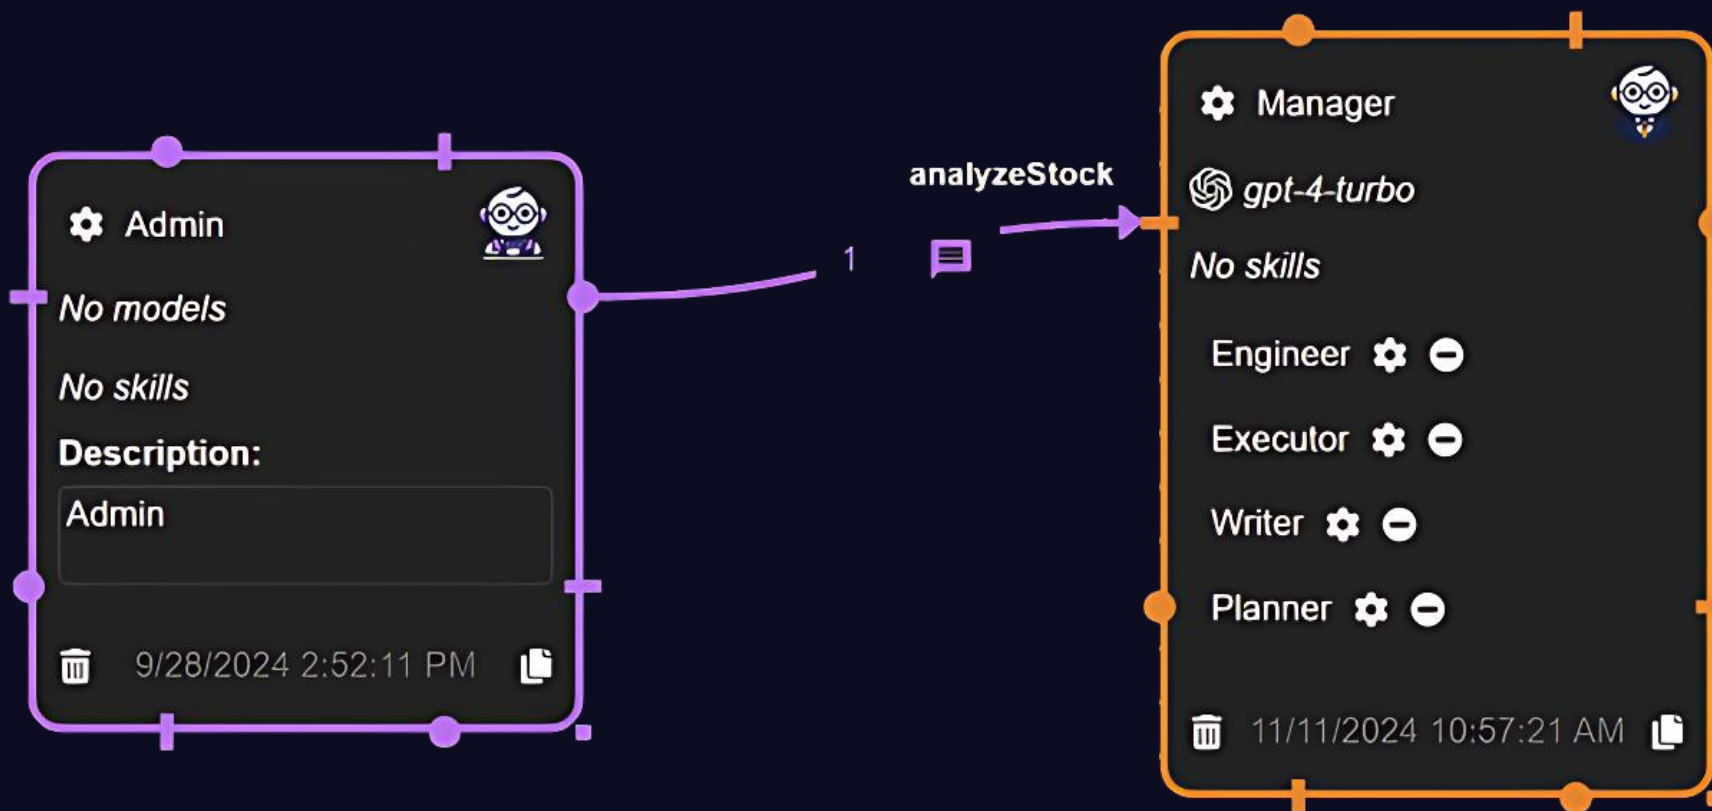 Admin
No models
No skills
Description:
Admin
9/28/2024 2:52:11 PM
1
analyzeStock
Manager
gpt-4-turbo
No skills
Engineer
Executor
Writer
Planner
11/11/2024 10:57:21 AM